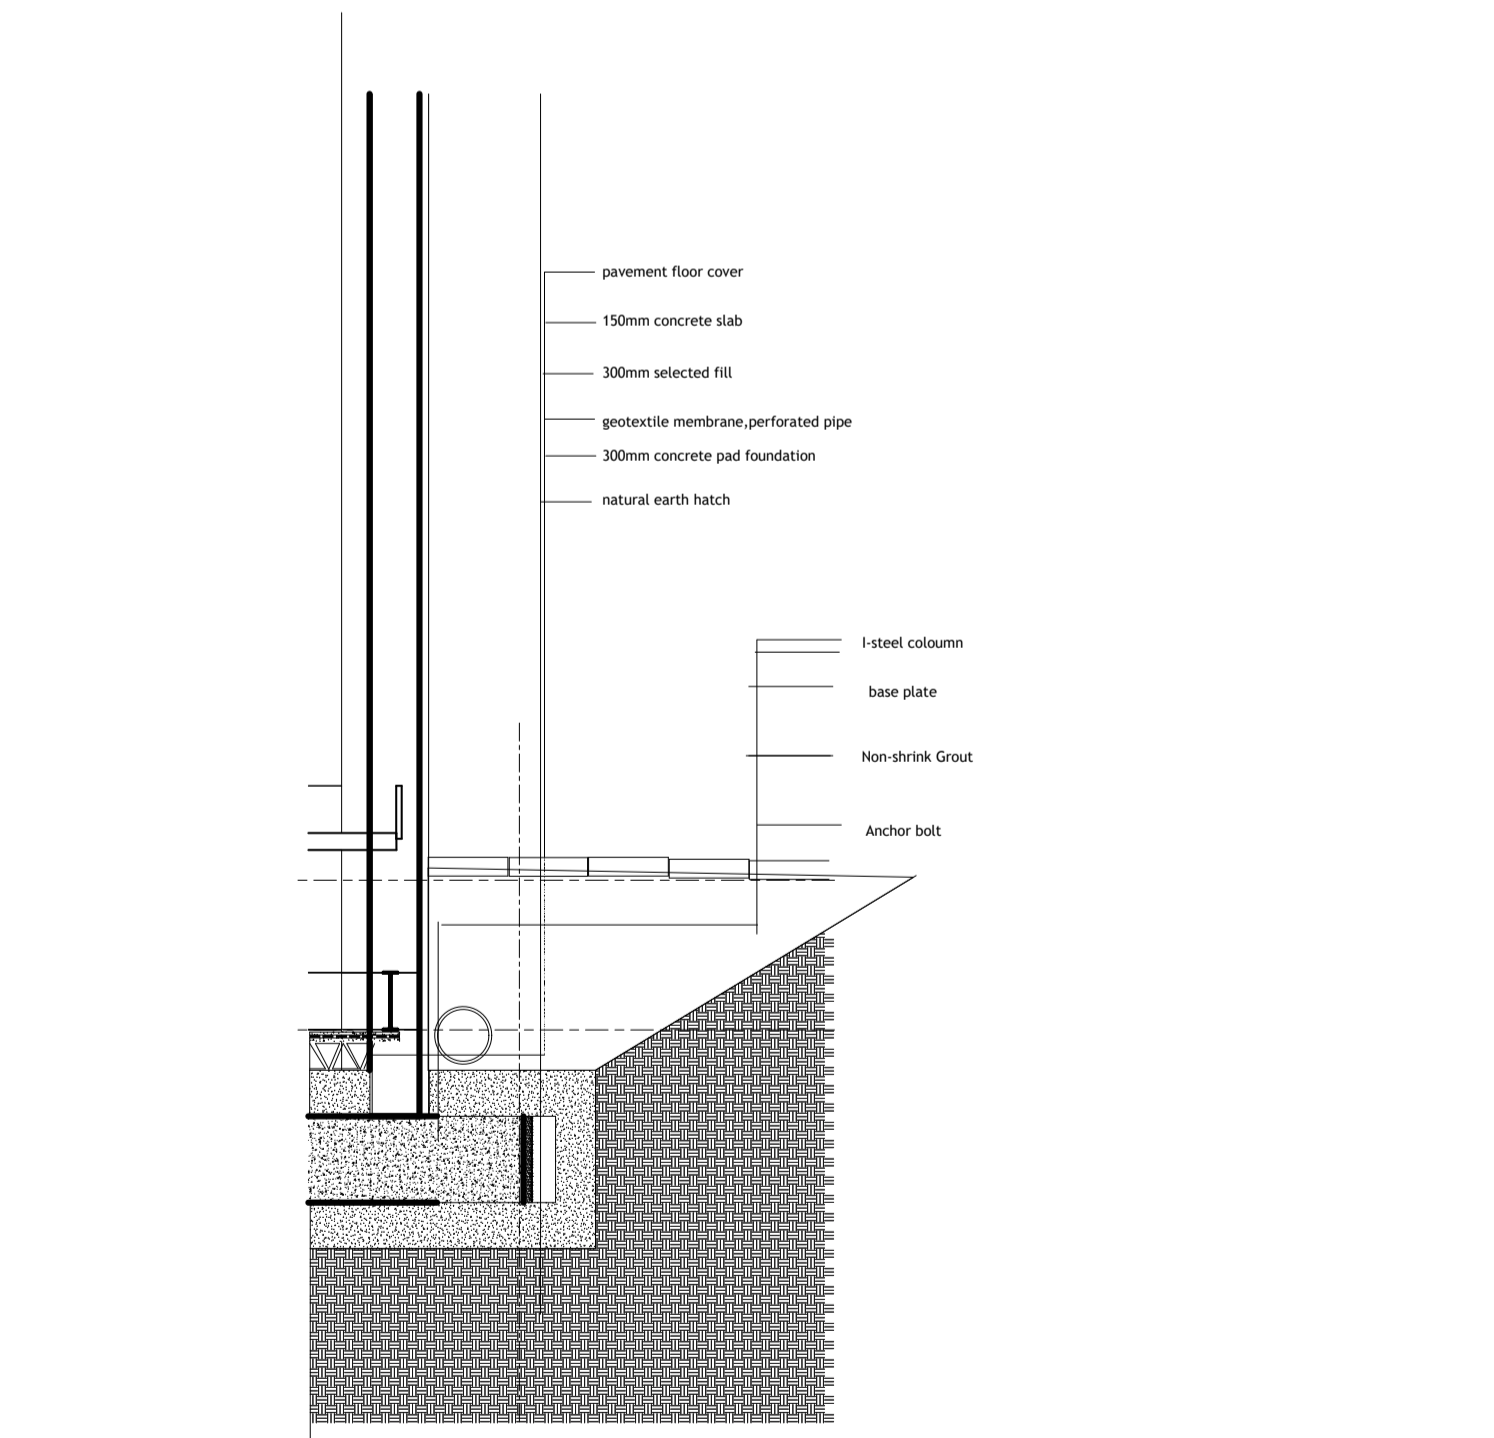 pavement floor cover
150mm concrete slab
300mm selected fill
geotextile membrane,perforated pipe
300mm concrete pad foundation
natural earth hatch
I-steel coloumn
base plate
Non-shrink Grout
Anchor bolt